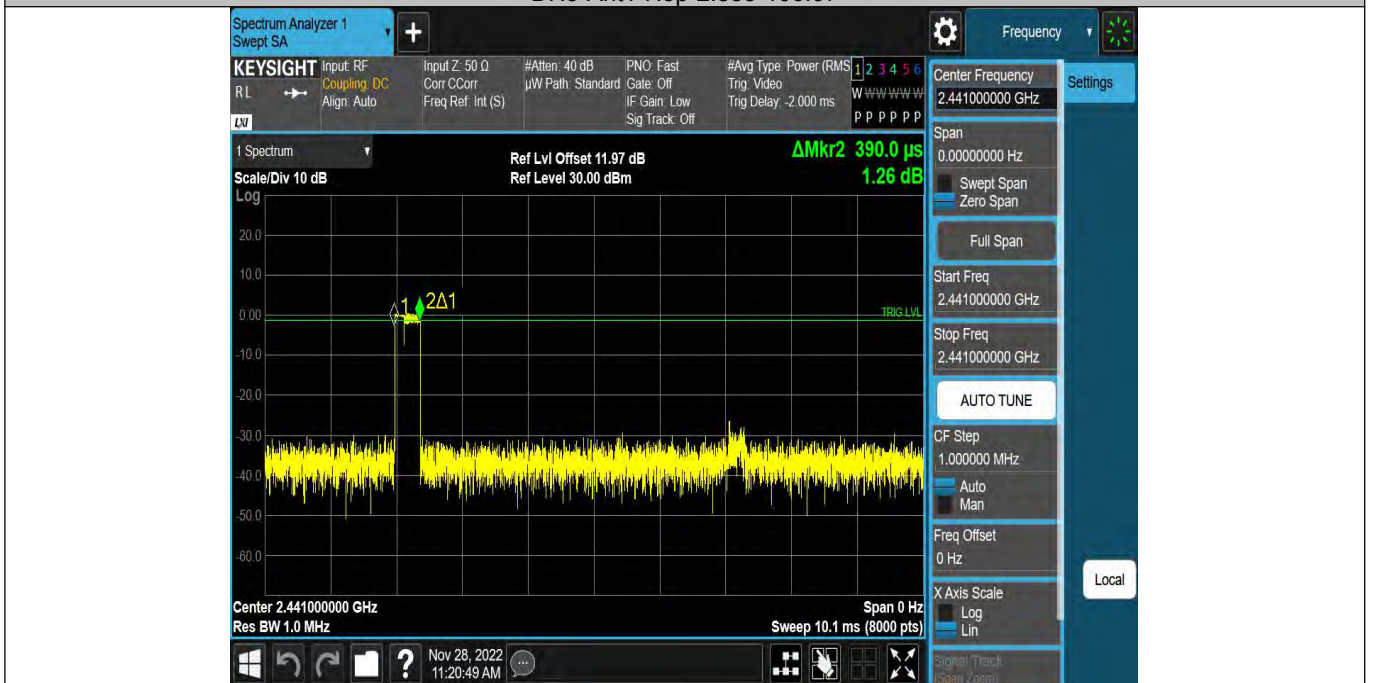 Spectrum Analyzer 1
Swept SA
+
Frequency
KEYSIGHT
RL
LXI
Input: RF
Coupling: DC
Align: Auto
Input Z: 50 Ω
Corr CCorr
Freq Ref: Int (S)
#Atten: 40 dB
µW Path: Standard
PNO: Fast
Gate: Off
IF Gain: Low
Sig Track: Off
#Avg Type: Power (RMS
Trig: Video
Trig Delay: -2.000 ms
1 2 3 4 5 6
W W W W W W
P P P P P P
1 Spectrum
Scale/Div 10 dB
Log
Ref Lvl Offset 11.97 dB
Ref Level 30.00 dBm
ΔMkr2 390.0 µs
1.26 dB
20.0
10.0
0.00
-10.0
-20.0
-30.0
-40.0
-50.0
-60.0
1
2Δ1
TRIG LVL
Center 2.441000000 GHz
Res BW 1.0 MHz
Span 0 Hz
Sweep 10.1 ms (8000 pts)
Center Frequency
2.441000000 GHz
Settings
Span
0.00000000 Hz
Swept Span
Zero Span
Full Span
Start Freq
2.441000000 GHz
Stop Freq
2.441000000 GHz
AUTO TUNE
CF Step
1.000000 MHz
Auto
Man
Freq Offset
0 Hz
X Axis Scale
Log
Lin
Signal Track
(Span Zoom)
Local
?
Nov 28, 2022
11:20:49 AM